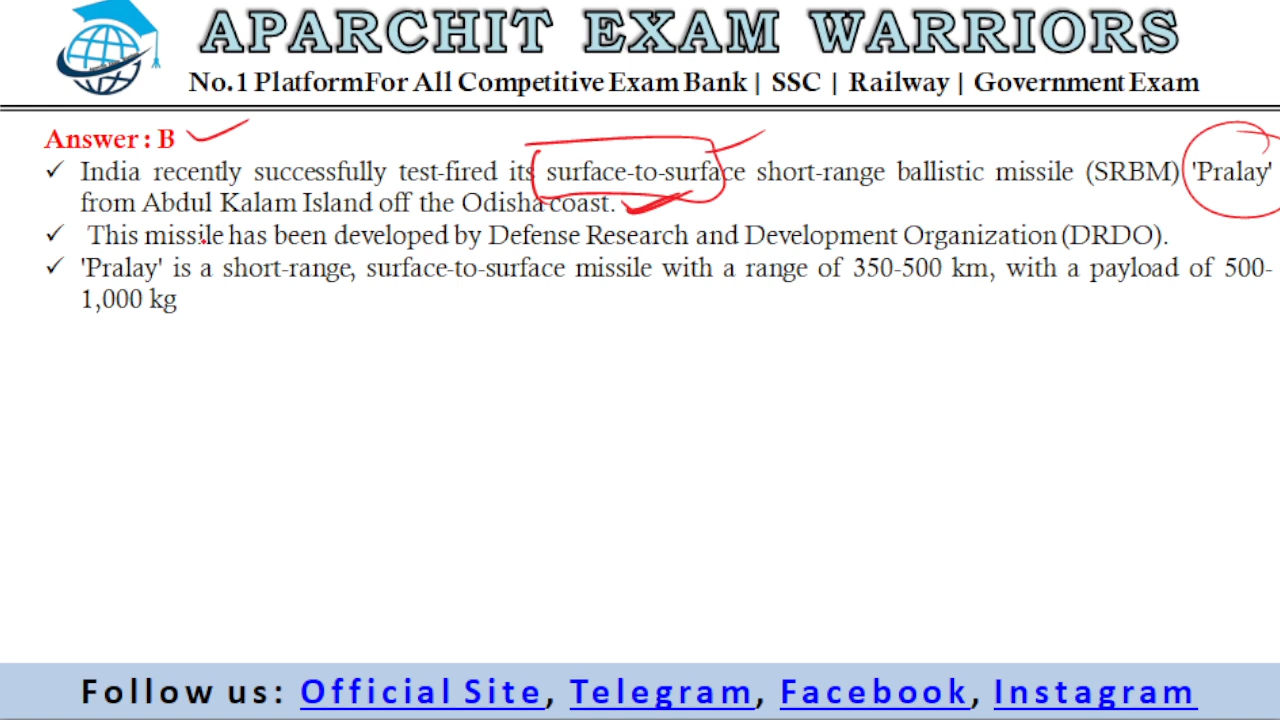 APARCHIT EXAM WARRIORS
No.1 PlatformFor All Competitive Exam Bank | SSC | Railway | Government Exam
Answer : B
✓ India recently successfully test-fired its surface-to-surface short-range ballistic missile (SRBM) 'Pralay'
from Abdul Kalam Island off the Odisha coast.
✓ This missile has been developed by Defense Research and Development Organization (DRDO).
✓ 'Pralay' is a short-range, surface-to-surface missile with a range of 350-500 km, with a payload of 500-
1,000 kg
Follow us: Official Site, Telegram, Facebook, Instagram